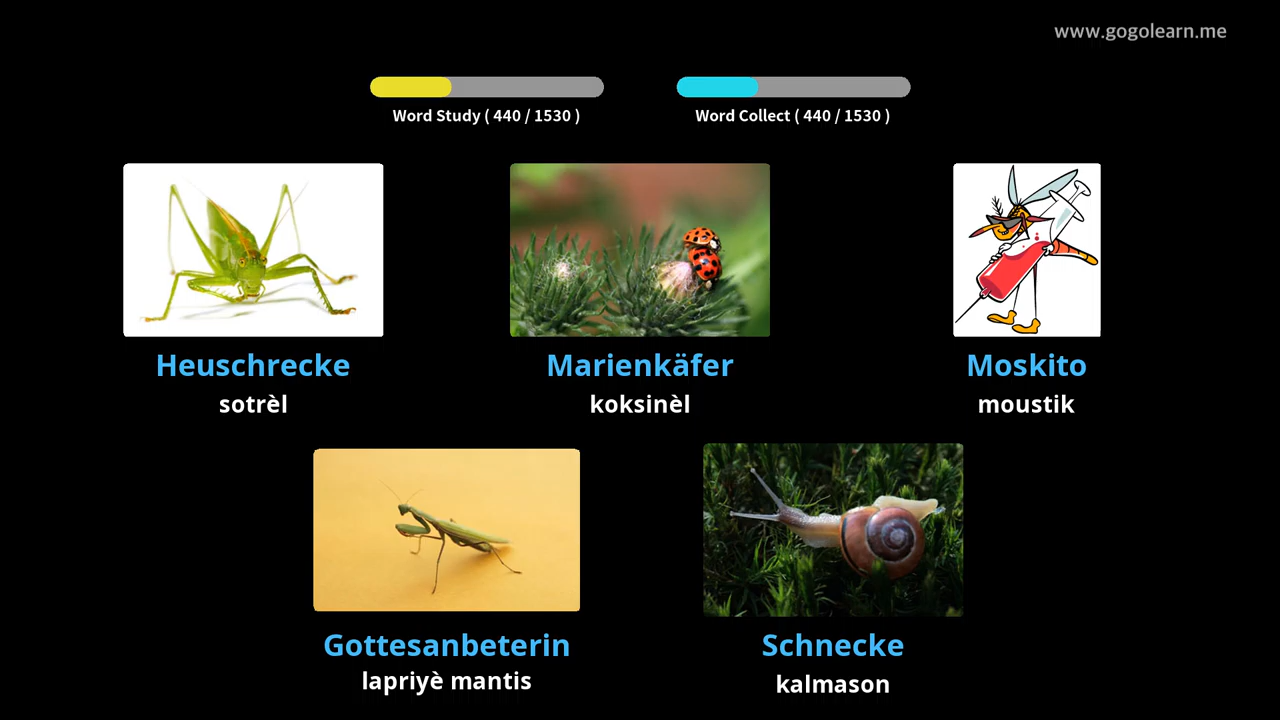 www.gogolearn.me
Word Study ( 440 / 1530 )
Word Collect ( 440 / 1530 )
Heuschrecke
sotrèl
Marienkäfer
koksinèl
Moskito
moustik
Gottesanbeterin
lapriyè mantis
Schnecke
kalmason